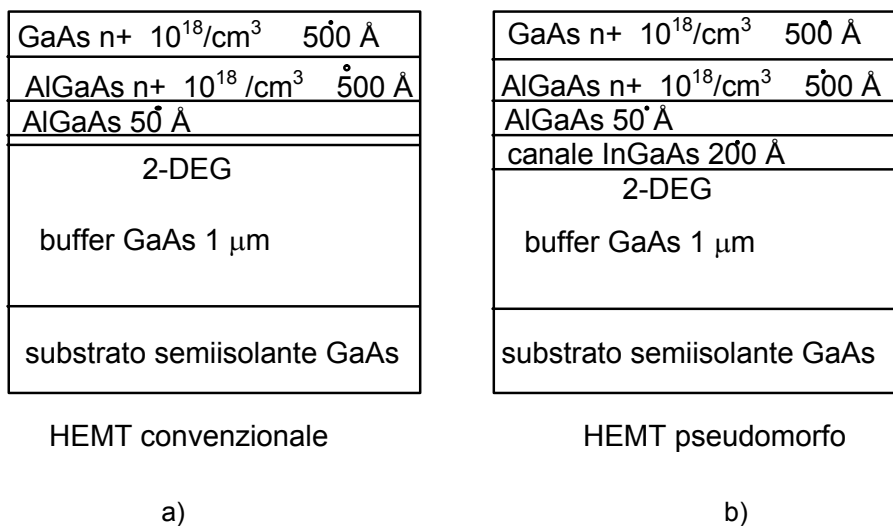 GaAs n+ 10¹⁸/cm³ 500 Å
AlGaAs n+ 10¹⁸ /cm³ 500 Å
AlGaAs 50 Å
2-DEG
buffer GaAs 1 μm
substrato semiisolante GaAs
HEMT convenzionale
a)
GaAs n+ 10¹⁸/cm³ 500 Å
AlGaAs n+ 10¹⁸ /cm³ 500 Å
AlGaAs 50 Å
canale InGaAs 200 Å
2-DEG
buffer GaAs 1 μm
substrato semiisolante GaAs
HEMT pseudomorfo
b)